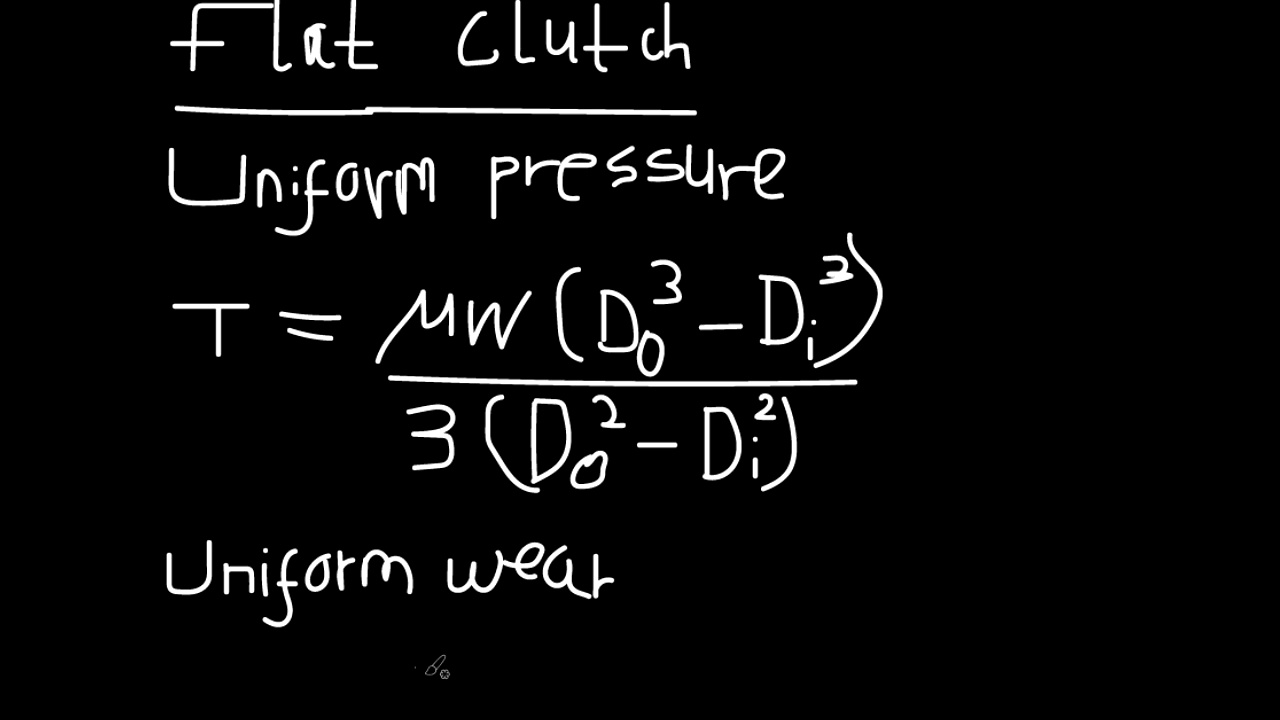 Flat clutch
Uniform pressure
T = μW (D₀³ - Dᵢ³)
3 (D₀² - Dᵢ²)
Uniform wear